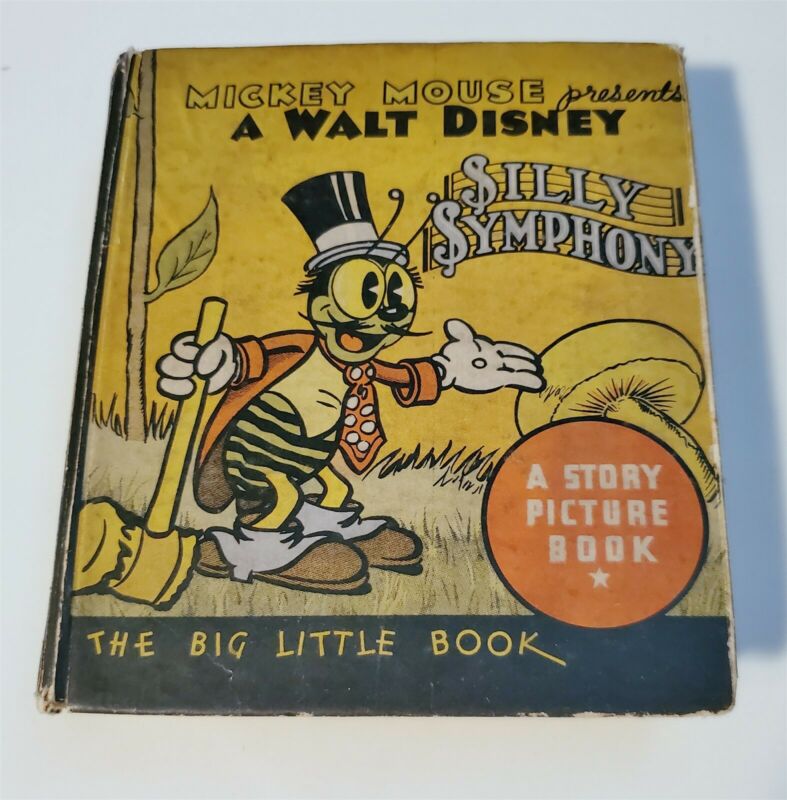 MICKEY MOUSE presents
A WALT DISNEY
SILLY
SYMPHONY
A STORY
PICTURE
BOOK
THE BIG LITTLE BOOK